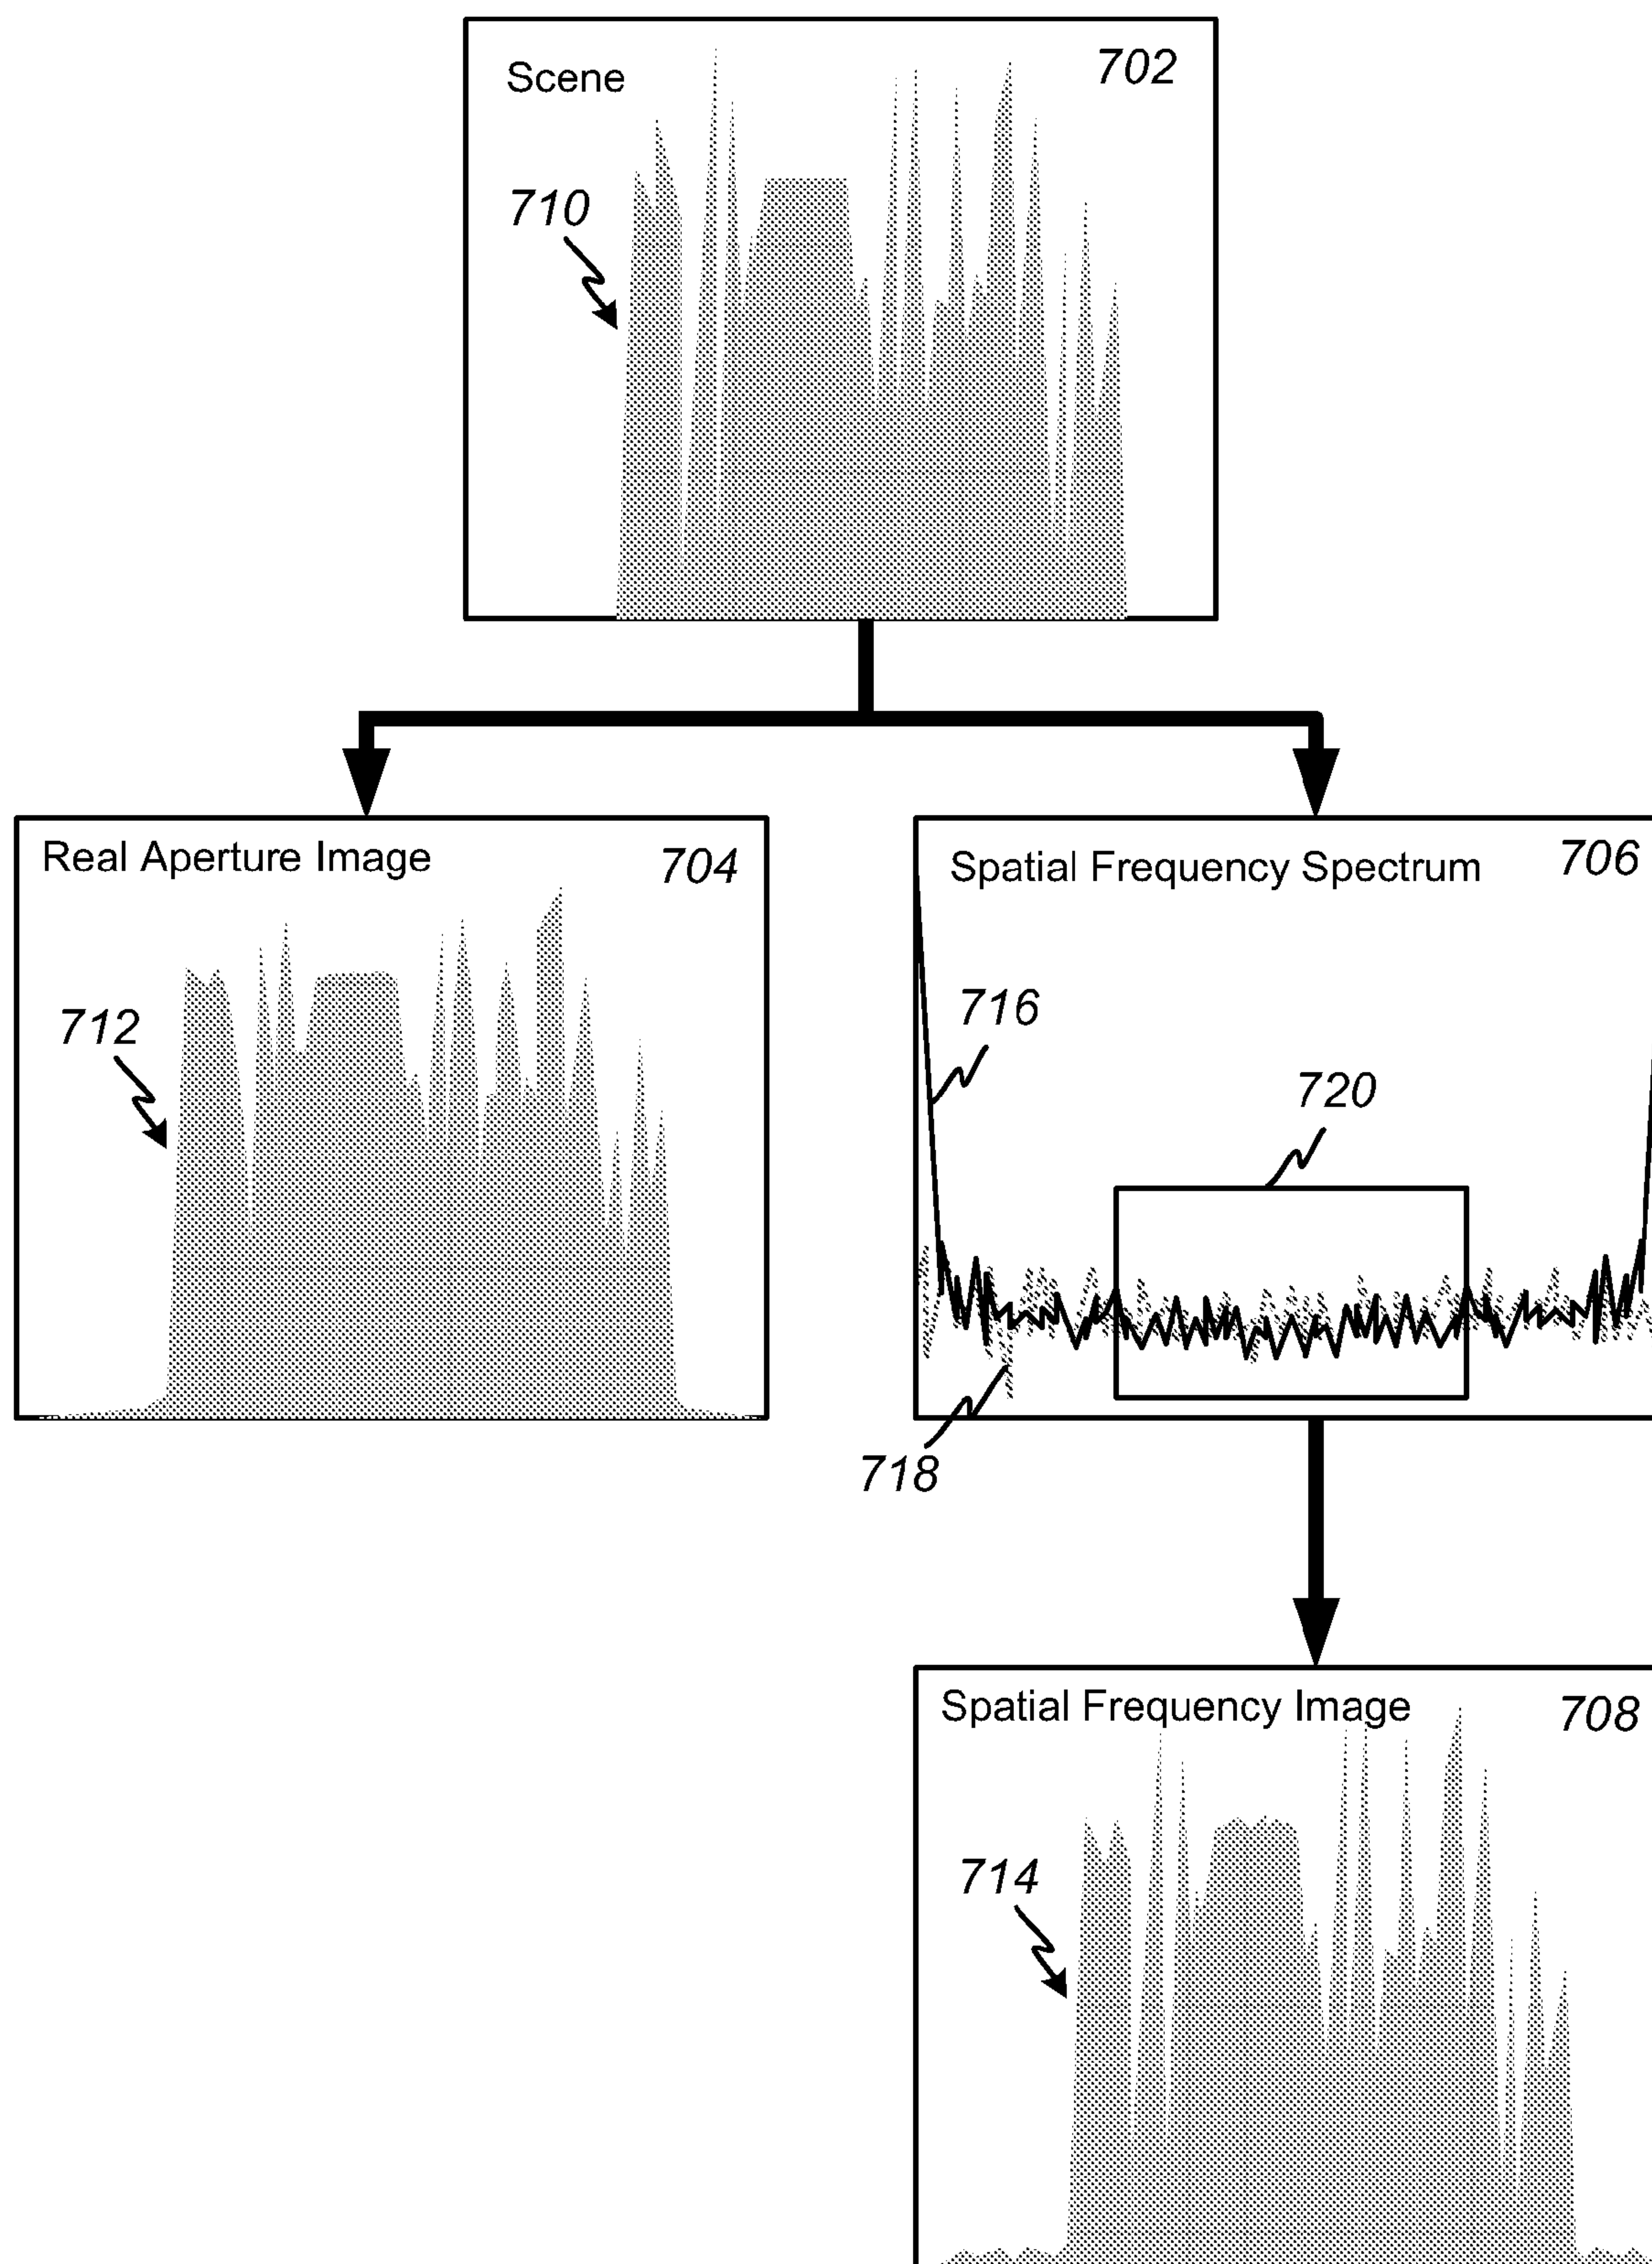 Scene 702
710
Real Aperture Image 704
712
Spatial Frequency Spectrum 706
716
720
718
Spatial Frequency Image 708
714